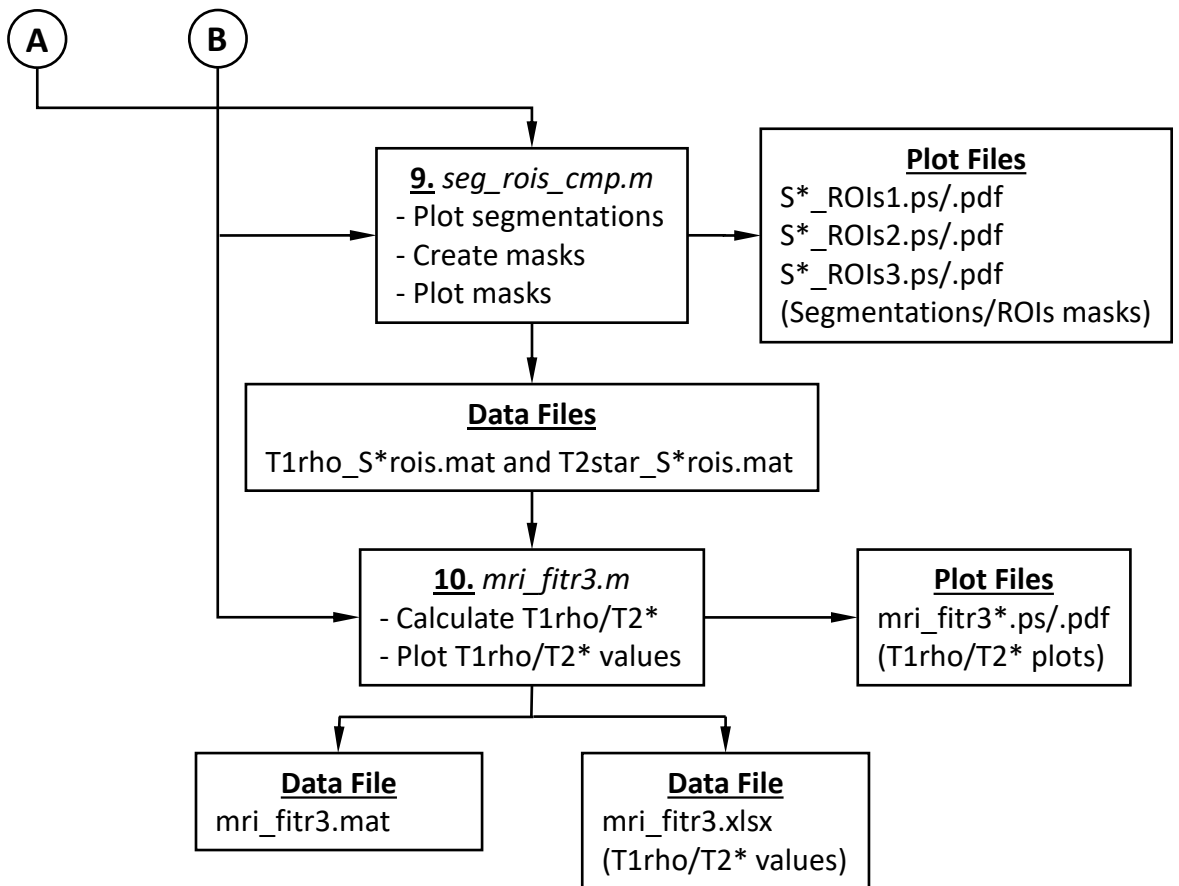 A
B
9. seg_rois_cmp.m
- Plot segmentations
- Create masks
- Plot masks
Plot Files
S*_ROIs1.ps/.pdf
S*_ROIs2.ps/.pdf
S*_ROIs3.ps/.pdf
(Segmentations/ROIs masks)
Data Files
T1rho_S*rois.mat and T2star_S*rois.mat
10. mri_fitr3.m
- Calculate T1rho/T2*
- Plot T1rho/T2* values
Plot Files
mri_fitr3*.ps/.pdf
(T1rho/T2* plots)
Data File
mri_fitr3.mat
Data File
mri_fitr3.xlsx
(T1rho/T2* values)